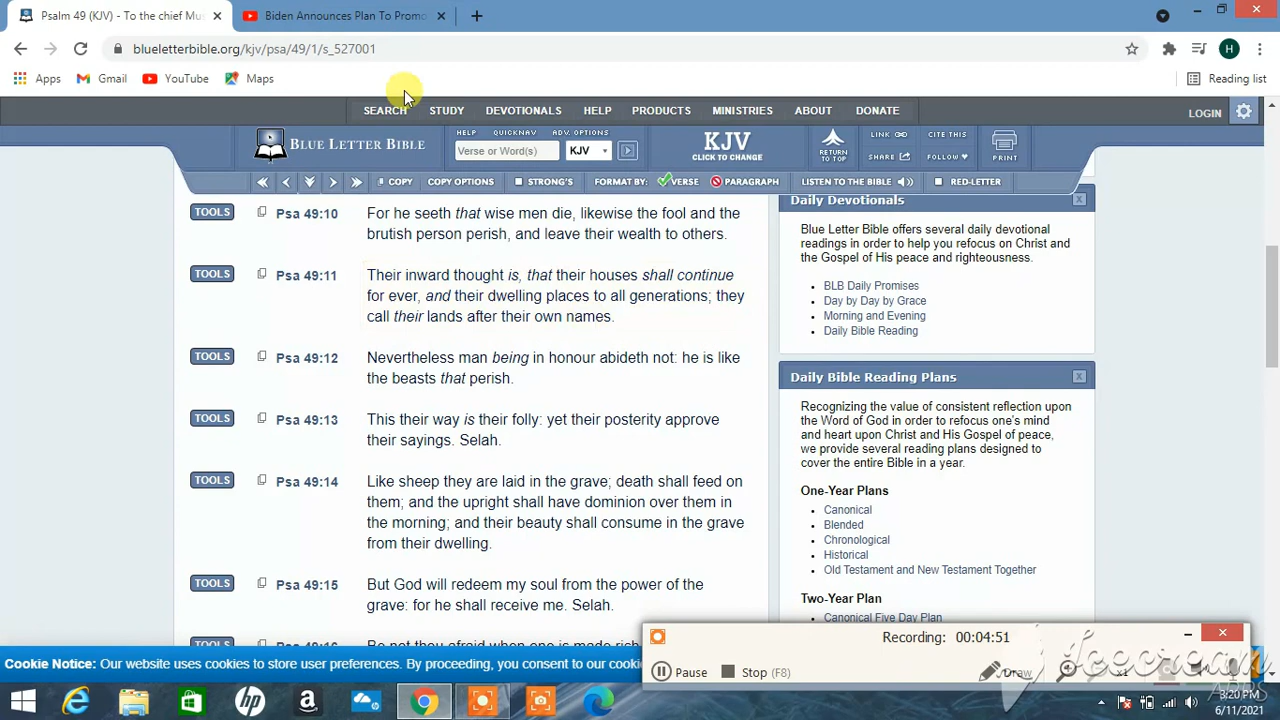 Psalm 49 (KJV) - To the chief Mu
Biden Announces Plan To Promo
blueletterbible.org/kjv/psa/49/1/s_527001
H
Apps
Gmail
YouTube
Maps
Reading list
SEARCH
STUDY
DEVOTIONALS
HELP
PRODUCTS
MINISTRIES
ABOUT
DONATE
LOGIN
BLUE LETTER BIBLE
HELP
QUICKNAV
ADV. OPTIONS
Verse or Word(s)
KJV
KJV
CLICK TO CHANGE
RETURN
TO TOP
LINK
CITE THIS
SHARE
FOLLOW
PRINT
COPY
COPY OPTIONS
STRONG'S
FORMAT BY:
VERSE
PARAGRAPH
LISTEN TO THE BIBLE
RED-LETTER
TOOLS
Psa 49:10
For he seeth that wise men die, likewise the fool and the
brutish person perish, and leave their wealth to others.
TOOLS
Psa 49:11
Their inward thought is, that their houses shall continue
for ever, and their dwelling places to all generations; they
call their lands after their own names.
TOOLS
Psa 49:12
Nevertheless man being in honour abideth not: he is like
the beasts that perish.
TOOLS
Psa 49:13
This their way is their folly: yet their posterity approve
their sayings. Selah.
TOOLS
Psa 49:14
Like sheep they are laid in the grave; death shall feed on
them; and the upright shall have dominion over them in
the morning; and their beauty shall consume in the grave
from their dwelling.
TOOLS
Psa 49:15
But God will redeem my soul from the power of the
grave: for he shall receive me. Selah.
TOOLS
Psa 49:16
Be not thou afraid when one is made rich
Daily Devotionals
Blue Letter Bible offers several daily devotional
readings in order to help you refocus on Christ and
the Gospel of His peace and righteousness.
BLB Daily Promises
Day by Day by Grace
Morning and Evening
Daily Bible Reading
Daily Bible Reading Plans
Recognizing the value of consistent reflection upon
the Word of God in order to refocus one's mind
and heart upon Christ and His Gospel of peace,
we provide several reading plans designed to
cover the entire Bible in a year.
One-Year Plans
Canonical
Blended
Chronological
Historical
Old Testament and New Testament Together
Two-Year Plan
Canonical Five Day Plan
Cookie Notice: Our website uses cookies to store user preferences. By proceeding, you consent to our cookie
Recording: 00:04:51
Pause
Stop (F8)
Draw
x1
Icecream
APPS
3:20 PM
6/11/2021